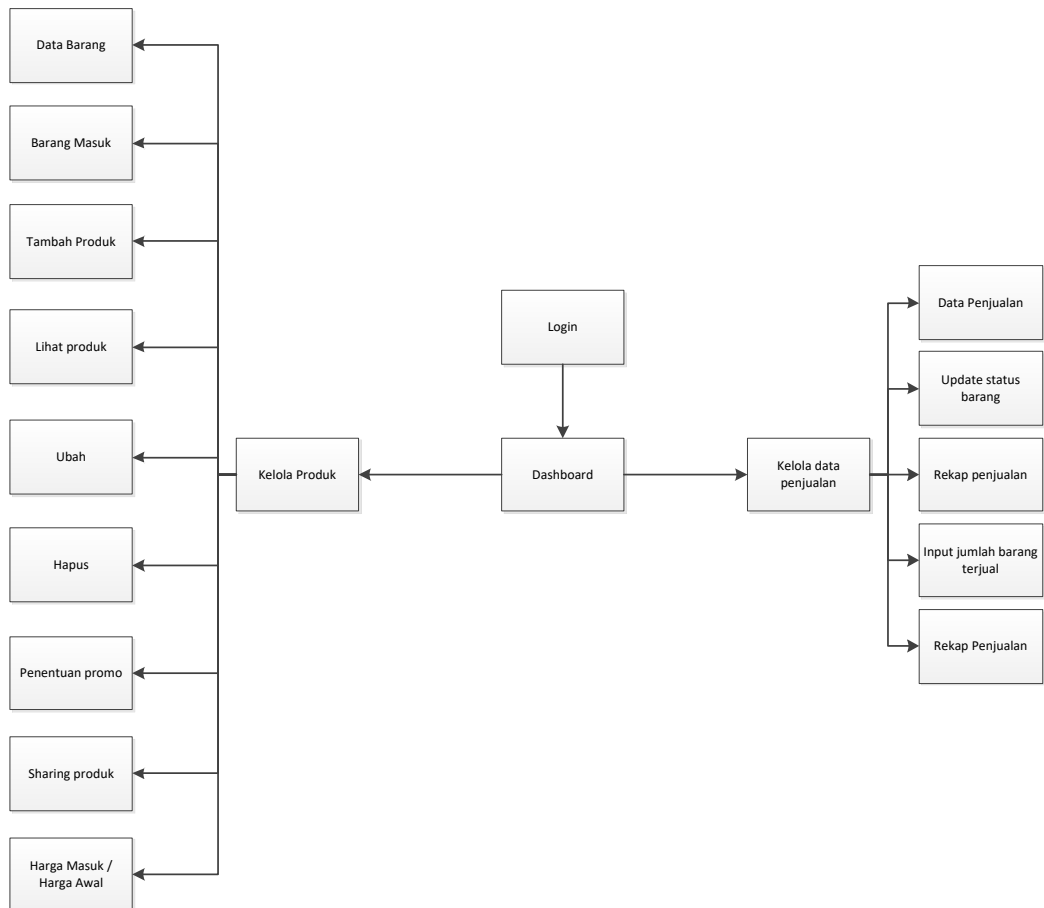 Data Barang
Barang Masuk
Tambah Produk
Lihat produk
Ubah
Hapus
Penentuan promo
Sharing produk
Harga Masuk /
Harga Awal
Kelola Produk
Login
Dashboard
Kelola data
penjualan
Data Penjualan
Update status
barang
Rekap penjualan
Input jumlah barang
terjual
Rekap Penjualan